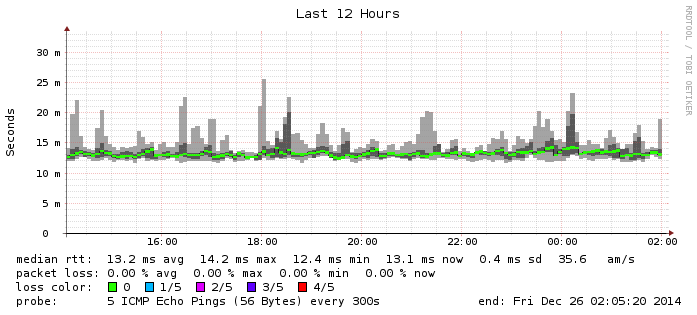 Last 12 Hours
RRDTOOL / TOBI OETIKER
Seconds
30 m
25 m
20 m
15 m
10 m
5 m
0
16:00 18:00 20:00 22:00 00:00 02:00
median rtt: 13.2 ms avg 14.2 ms max 12.4 ms min 13.1 ms now 0.4 ms sd 35.6 am/s
packet loss: 0.00 % avg 0.00 % max 0.00 % min 0.00 % now
loss color: 0 1/5 2/5 3/5 4/5
probe: 5 ICMP Echo Pings (56 Bytes) every 300s end: Fri Dec 26 02:05:20 2014